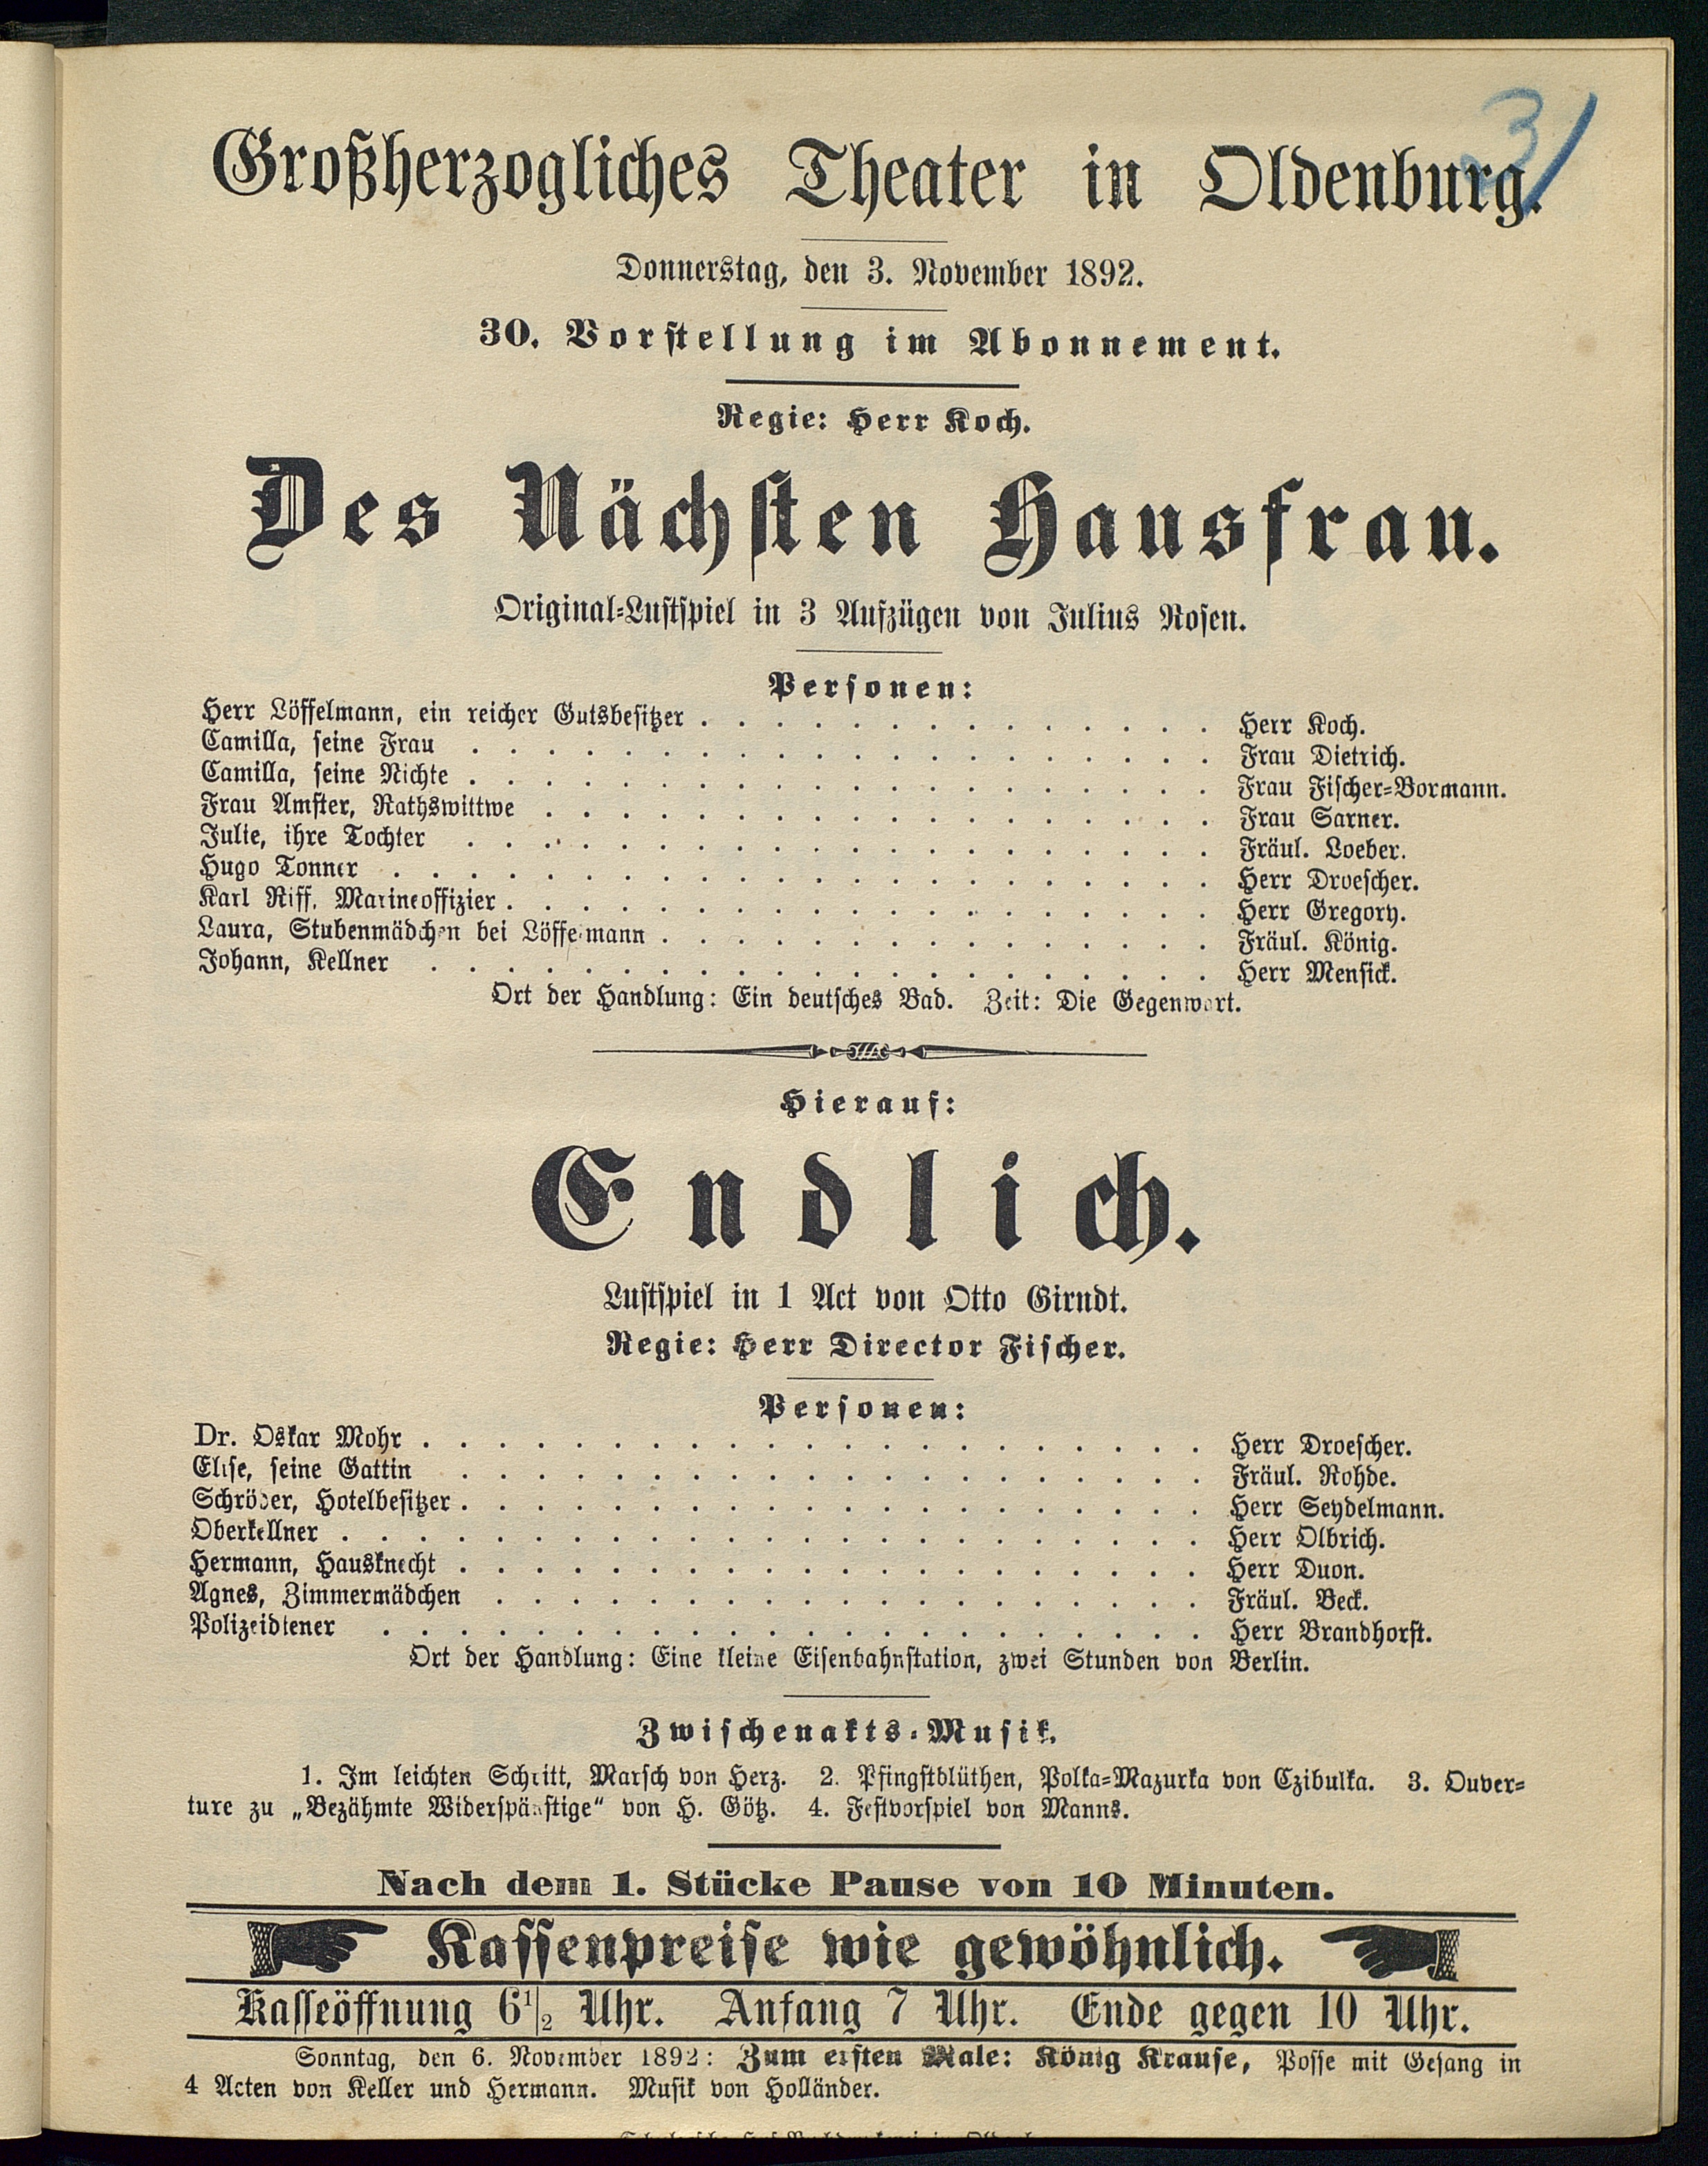 31
Großherzogliches Theater in Oldenburg.
Donnerstag, den 3. November 1892.
30. Vorstellung im Abonnement.
Regie: Herr Koch.
Des Nächsten Hausfrau.
Original-Lustspiel in 3 Aufzügen von Julius Rosen.
Personen:
Herr Löffelmann, ein reicher Gutsbesitzer . . . . . . . . . . . . . . Herr Koch.
Camilla, seine Frau . . . . . . . . . . . . . . . . . . . . Frau Dietrich.
Camilla, seine Nichte . . . . . . . . . . . . . . . . . . . . Frau Fischer-Bormann.
Frau Amster, Rathswittwe . . . . . . . . . . . . . . . . . . Frau Sarner.
Julie, ihre Tochter . . . . . . . . . . . . . . . . . . . . Fräul. Loeber.
Hugo Tonner . . . . . . . . . . . . . . . . . . . . . . Herr Droescher.
Karl Riff, Marineoffizier . . . . . . . . . . . . . . . . . . . Herr Gregory.
Laura, Stubenmädchen bei Löffelmann . . . . . . . . . . . . . . . Fräul. König.
Johann, Kellner . . . . . . . . . . . . . . . . . . . . . Herr Mensick.
Ort der Handlung: Ein deutsches Bad. Zeit: Die Gegenwart.
Hierauf:
Endlich.
Lustspiel in 1 Act von Otto Girndt.
Regie: Herr Director Fischer.
Personen:
Dr. Oskar Mohr . . . . . . . . . . . . . . . . . . . . . Herr Droescher.
Elise, seine Gattin . . . . . . . . . . . . . . . . . . . . Fräul. Rohde.
Schröder, Hotelbesitzer . . . . . . . . . . . . . . . . . . . . Herr Seydelmann.
Oberkellner . . . . . . . . . . . . . . . . . . . . . . . Herr Olbrich.
Hermann, Hausknecht . . . . . . . . . . . . . . . . . . . . Herr Duon.
Agnes, Zimmermädchen . . . . . . . . . . . . . . . . . . . Fräul. Beck.
Polizeidiener . . . . . . . . . . . . . . . . . . . . . . Herr Brandhorst.
Ort der Handlung: Eine kleine Eisenbahnstation, zwei Stunden von Berlin.
Zwischenakts-Musik.
1. Im leichten Schritt, Marsch von Herz. 2. Pfingstblüthen, Polka-Mazurka von Czibulka. 3. Ouver-
ture zu „Bezähmte Widerspänstige“ von H. Götz. 4. Festvorspiel von Manns.
Nach dem 1. Stücke Pause von 10 Minuten.
Kassenpreise wie gewöhnlich.
Kasseöffnung 6 1/2 Uhr. Anfang 7 Uhr. Ende gegen 10 Uhr.
Sonntag, den 6. November 1892: Zum ersten Male: König Krause, Posse mit Gesang in
4 Acten von Keller und Hermann. Musik von Holländer.